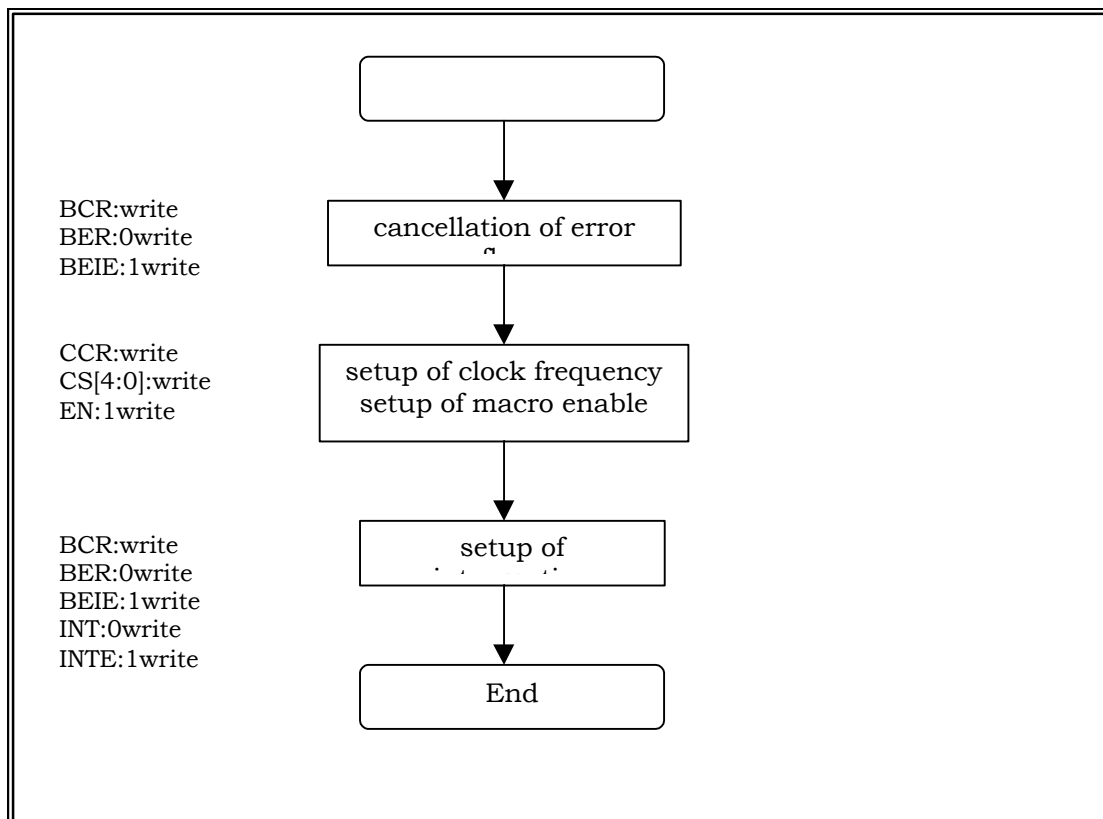 BCR:write
BER:0write
BEIE:1write
cancellation of error
CCR:write
CS[4:0]:write
EN:1write
setup of clock frequency
setup of macro enable
BCR:write
BER:0write
BEIE:1write
INT:0write
INTE:1write
setup of
End